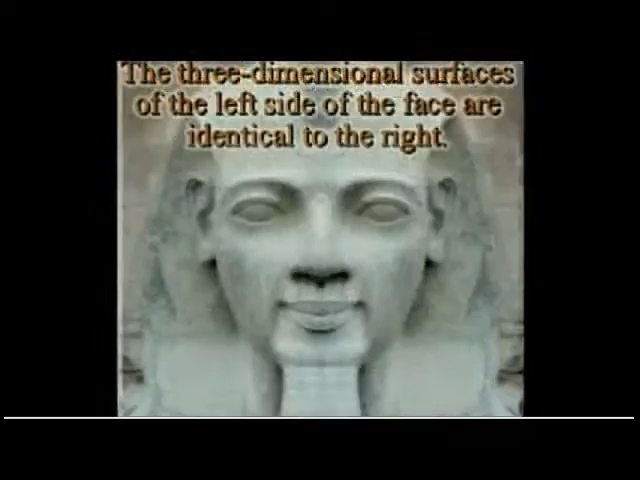 The three-dimensional surfaces
of the left side of the face are
identical to the right.